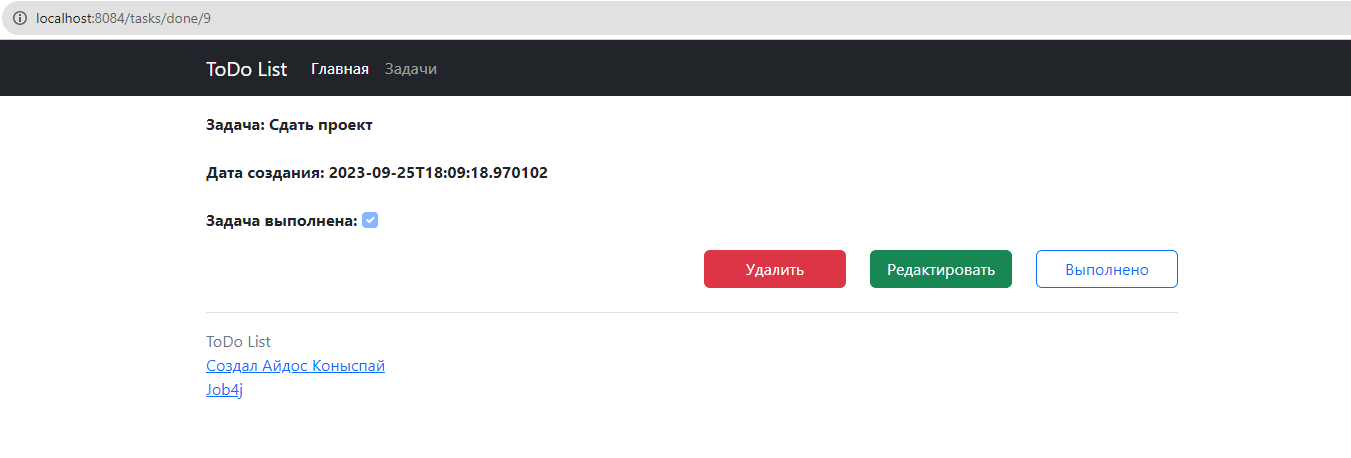 localhost:8084/tasks/done/9
ToDo List Главная Задачи
Задача: Сдать проект
Дата создания: 2023-09-25T18:09:18.970102
Задача выполнена:
Удалить Редактировать Выполнено
ToDo List
Создал Айдос Коныспай
Job4j